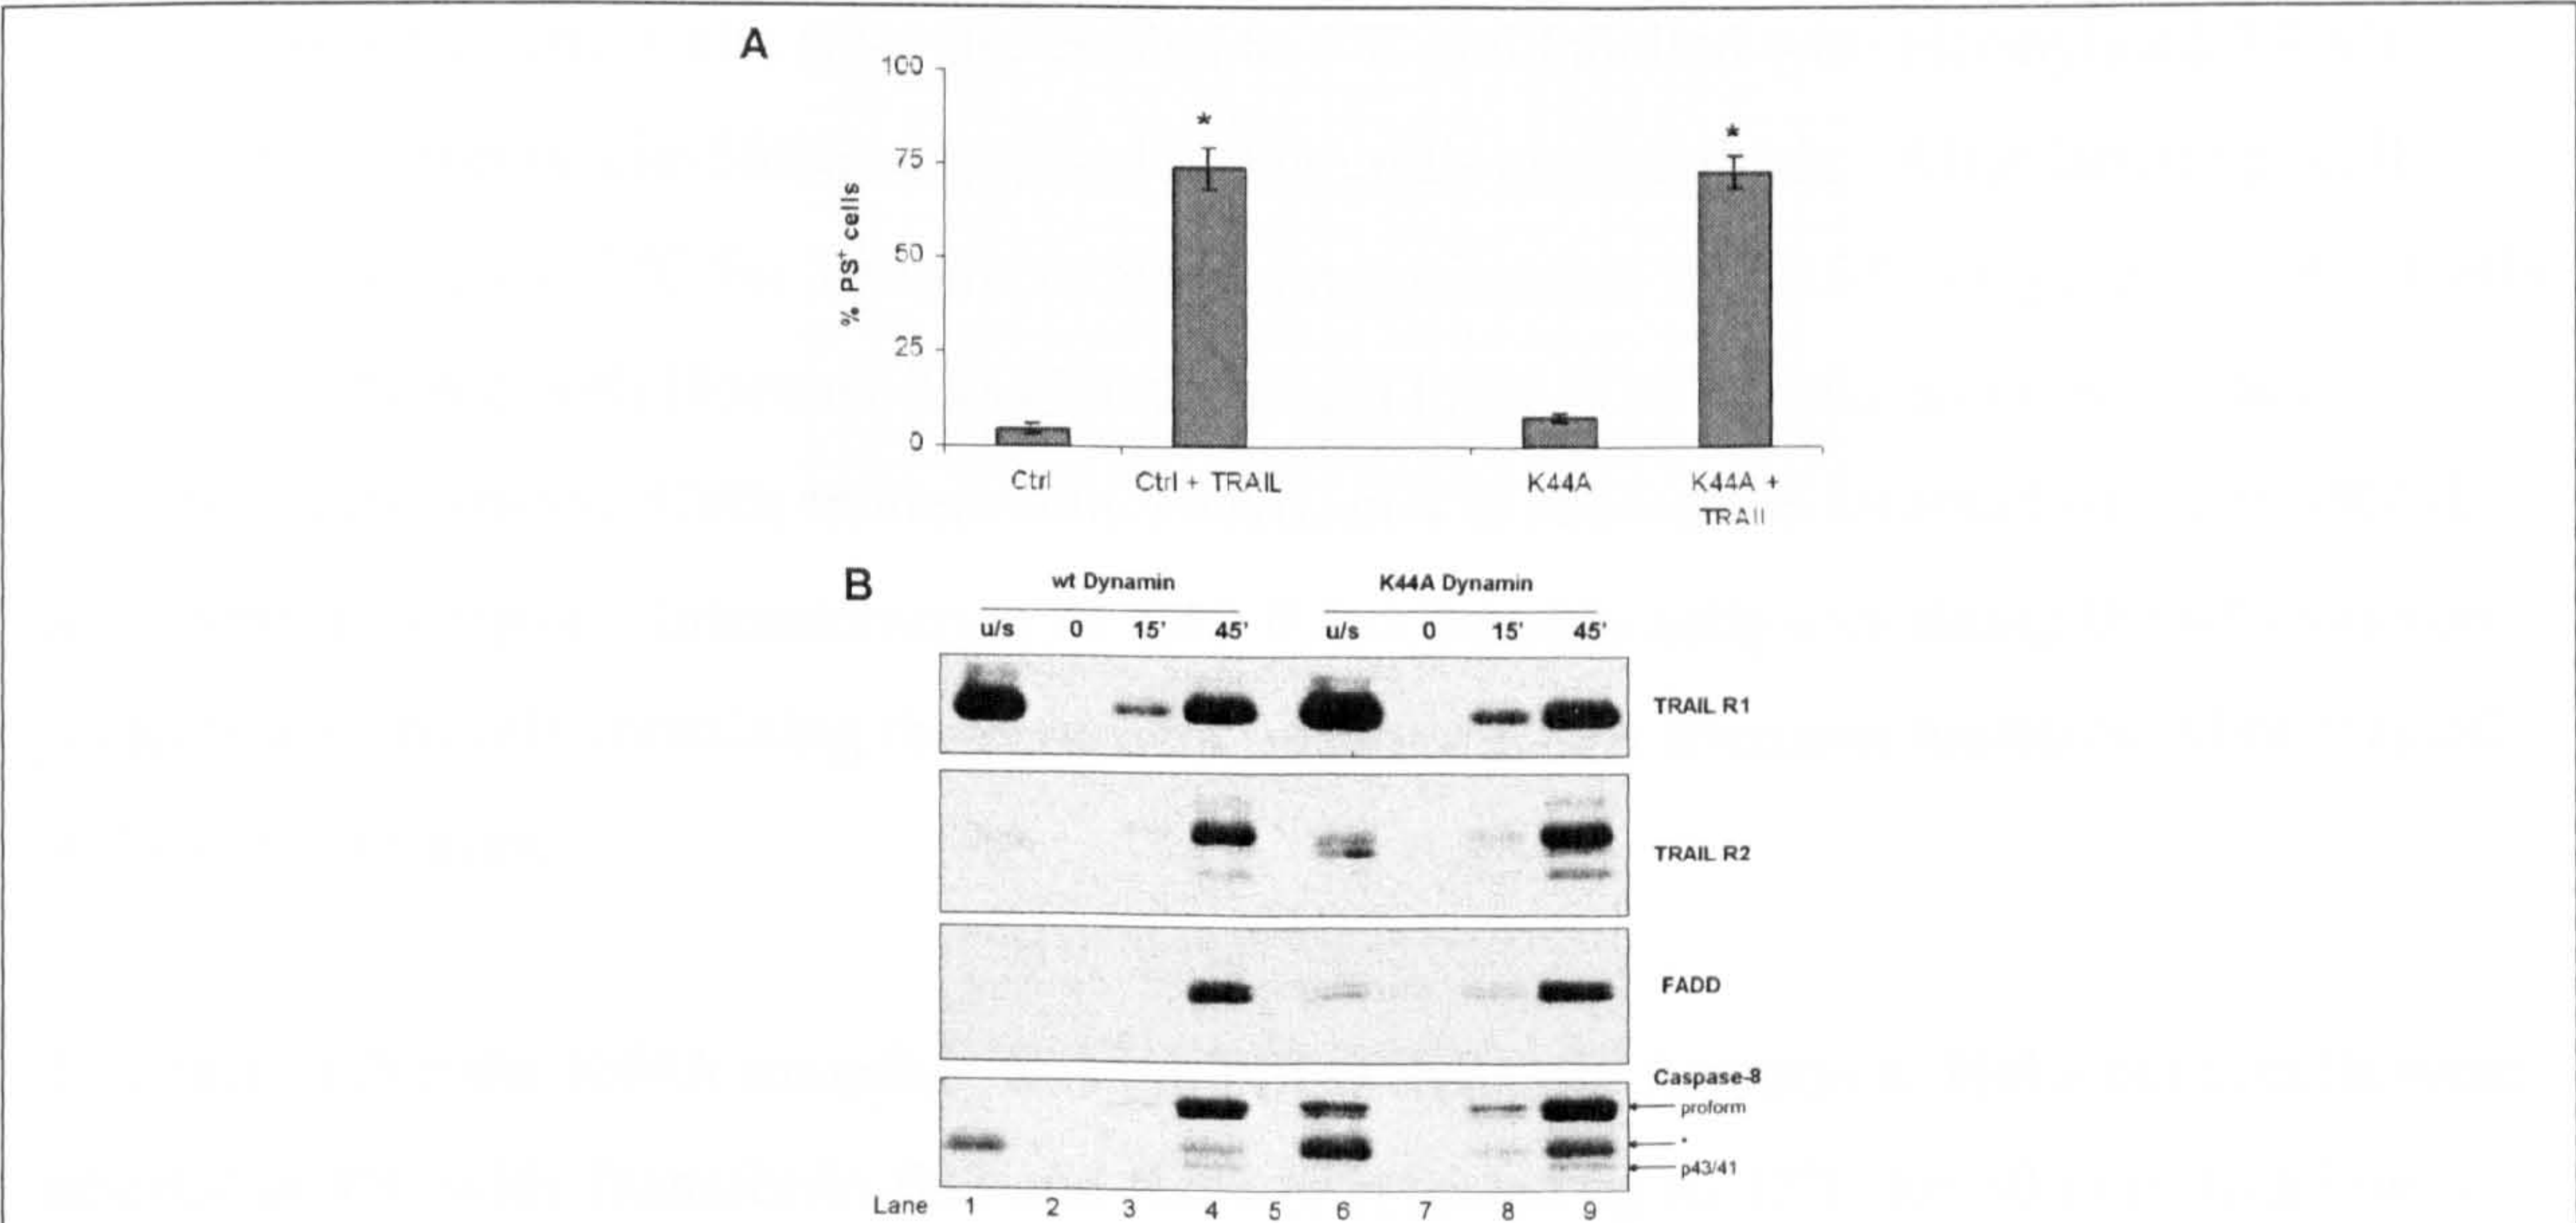 A
100
75
50
25
0
% PS+ cells
*
*
Ctrl
Ctrl + TRAIL
K44A
K44A +
TRAIL
B
wt Dynamin
K44A Dynamin
u/s 0 15' 45' u/s 0 15' 45'
TRAIL R1
TRAIL R2
FADD
Caspase-8
proform
*
p43/41
Lane 1 2 3 4 5 6 7 8 9